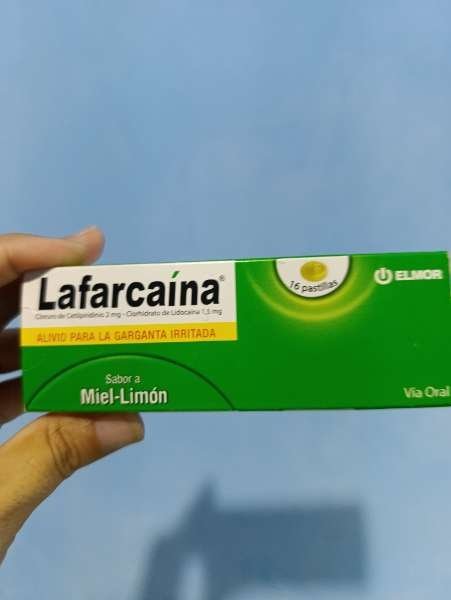 Lafarcaína®
Cloruro de Cetilpiridinio 2 mg - Clorhidrato de Lidocaína 1,5 mg
ALIVIO PARA LA GARGANTA IRRITADA
Sabor a
Miel-Limón
16 pastillas
ELMOR
Vía Oral